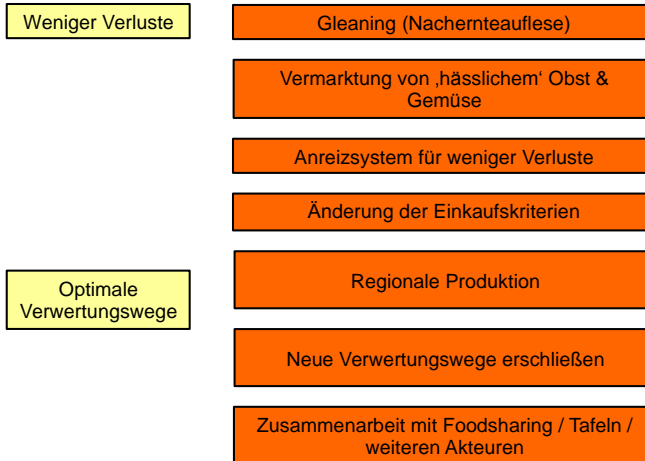 Weniger Verluste
Gleaning (Nachernteauflese)
Vermarktung von ‚hässlichem‘ Obst &
Gemüse
Anreizsystem für weniger Verluste
Änderung der Einkaufskriterien
Optimale
Verwertungswege
Regionale Produktion
Neue Verwertungswege erschließen
Zusammenarbeit mit Foodsharing / Tafeln /
weiteren Akteuren